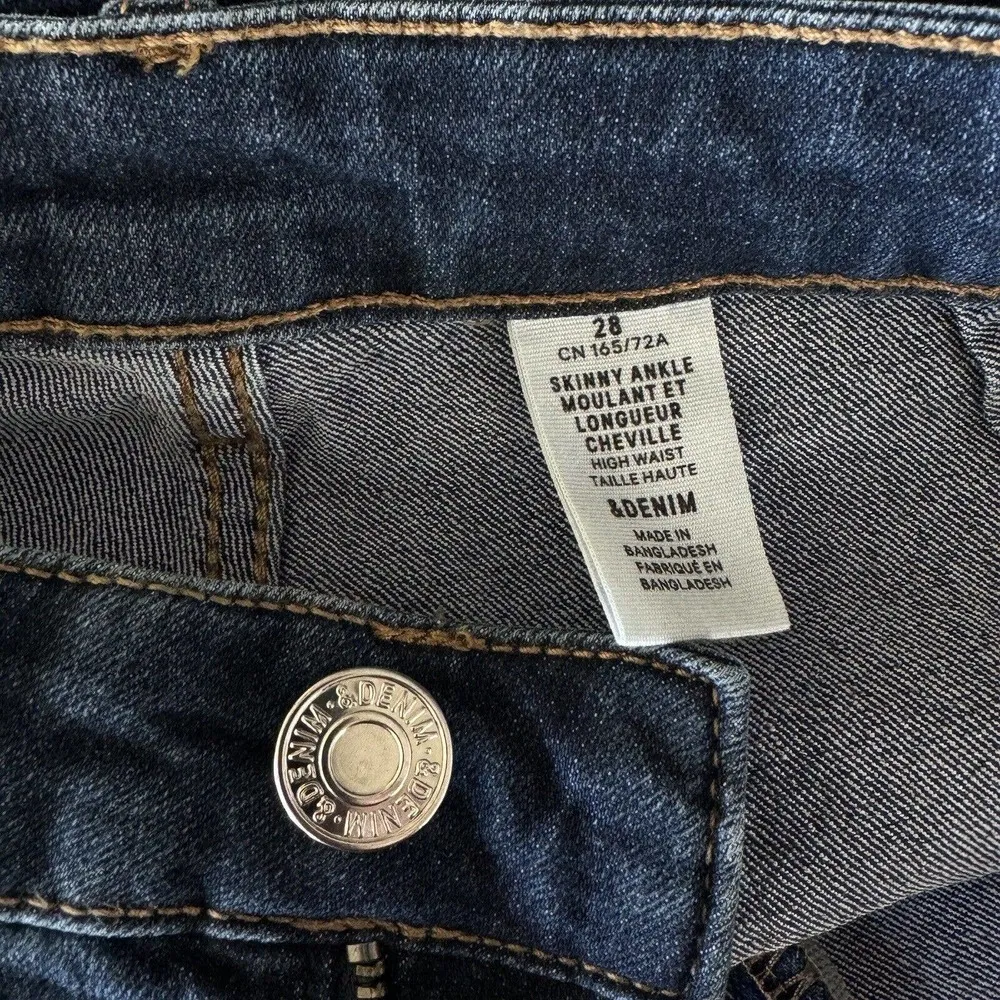 28
CN 165/72A
SKINNY ANKLE
MOULANT ET
LONGUEUR
CHEVILLE
HIGH WAIST
TAILLE HAUTE
&DENIM
MADE IN
BANGLADESH
FABRIQUÉ EN
BANGLADESH
&DENIM · &DENIM · &DENIM ·